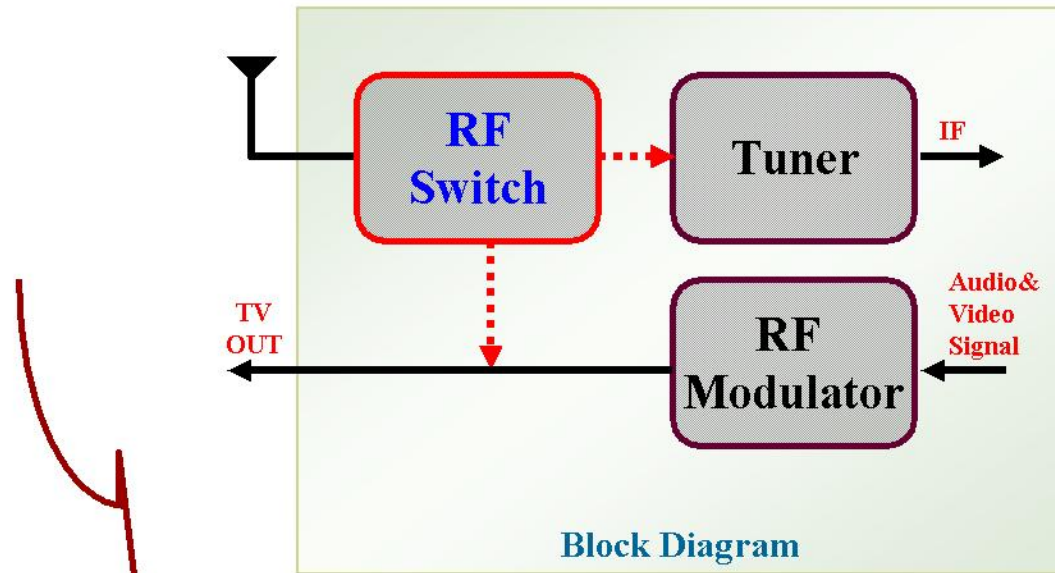 RF
Switch
Tuner
IF
TV
OUT
RF
Modulator
Audio&
Video
Signal
Block Diagram